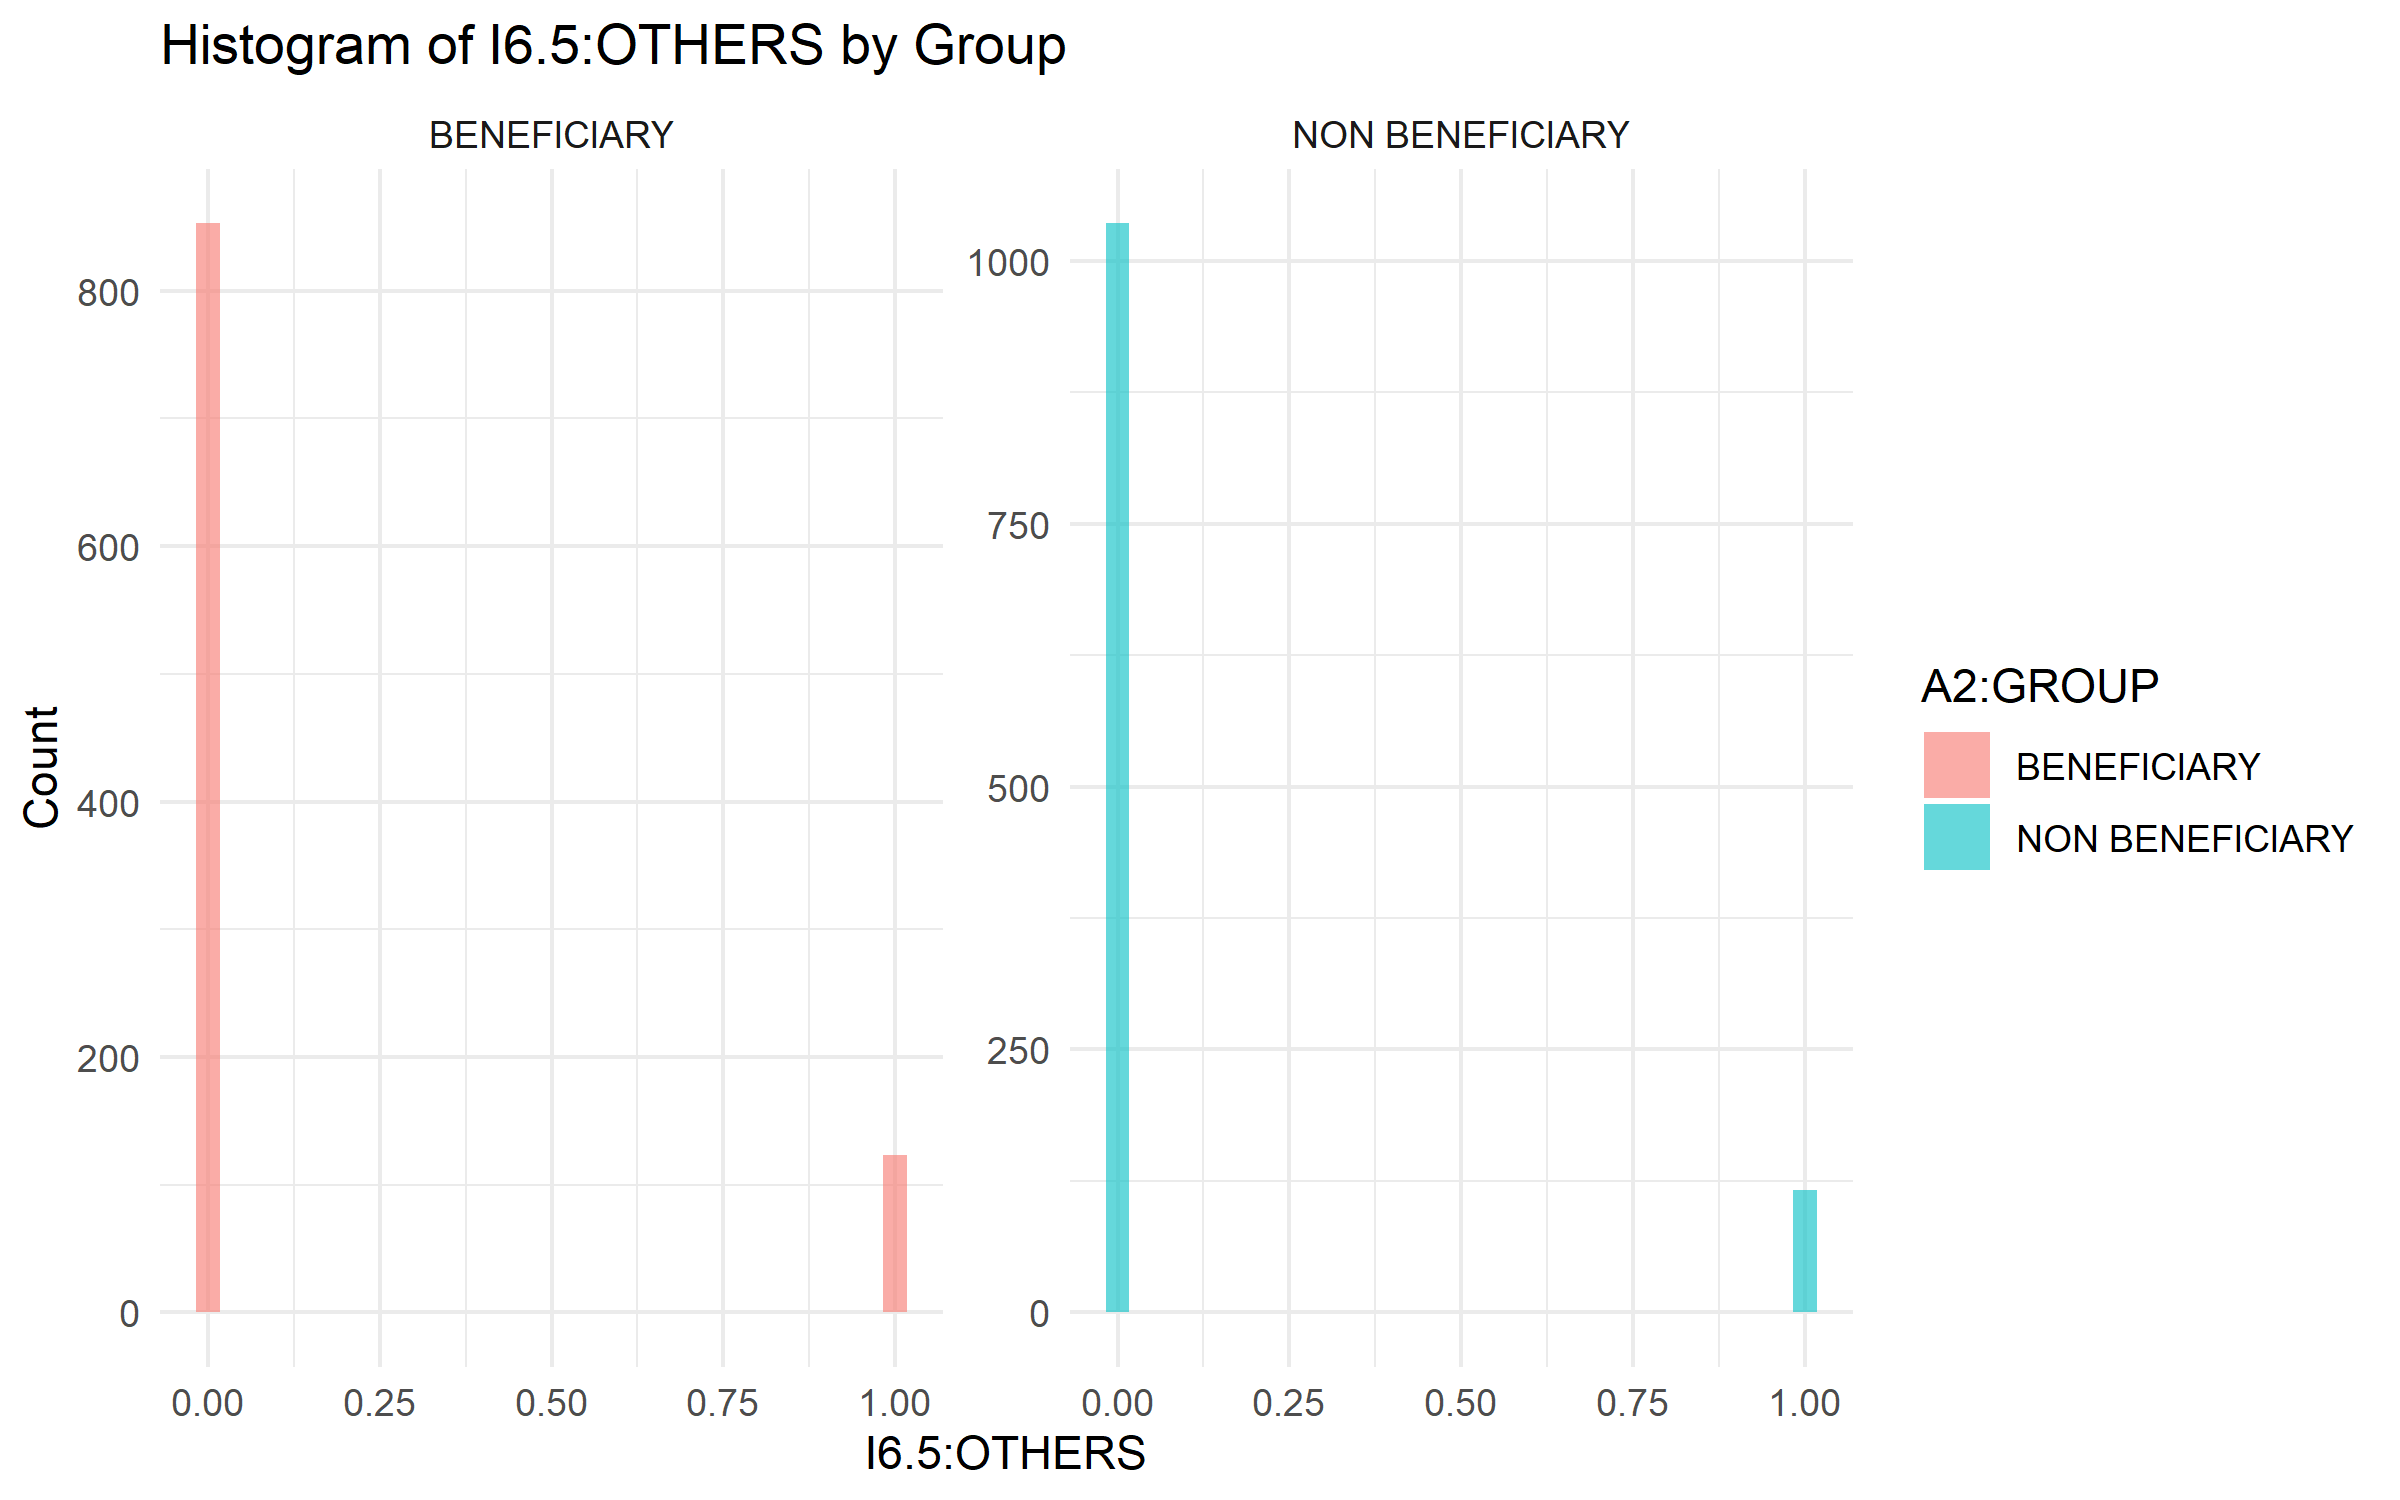 Histogram of I6.5:OTHERS by Group
BENEFICIARY
NON BENEFICIARY
Count
800
600
400
200
0
1000
750
500
250
0
0.00 0.25 0.50 0.75 1.00
0.00 0.25 0.50 0.75 1.00
I6.5:OTHERS
A2:GROUP
BENEFICIARY
NON BENEFICIARY